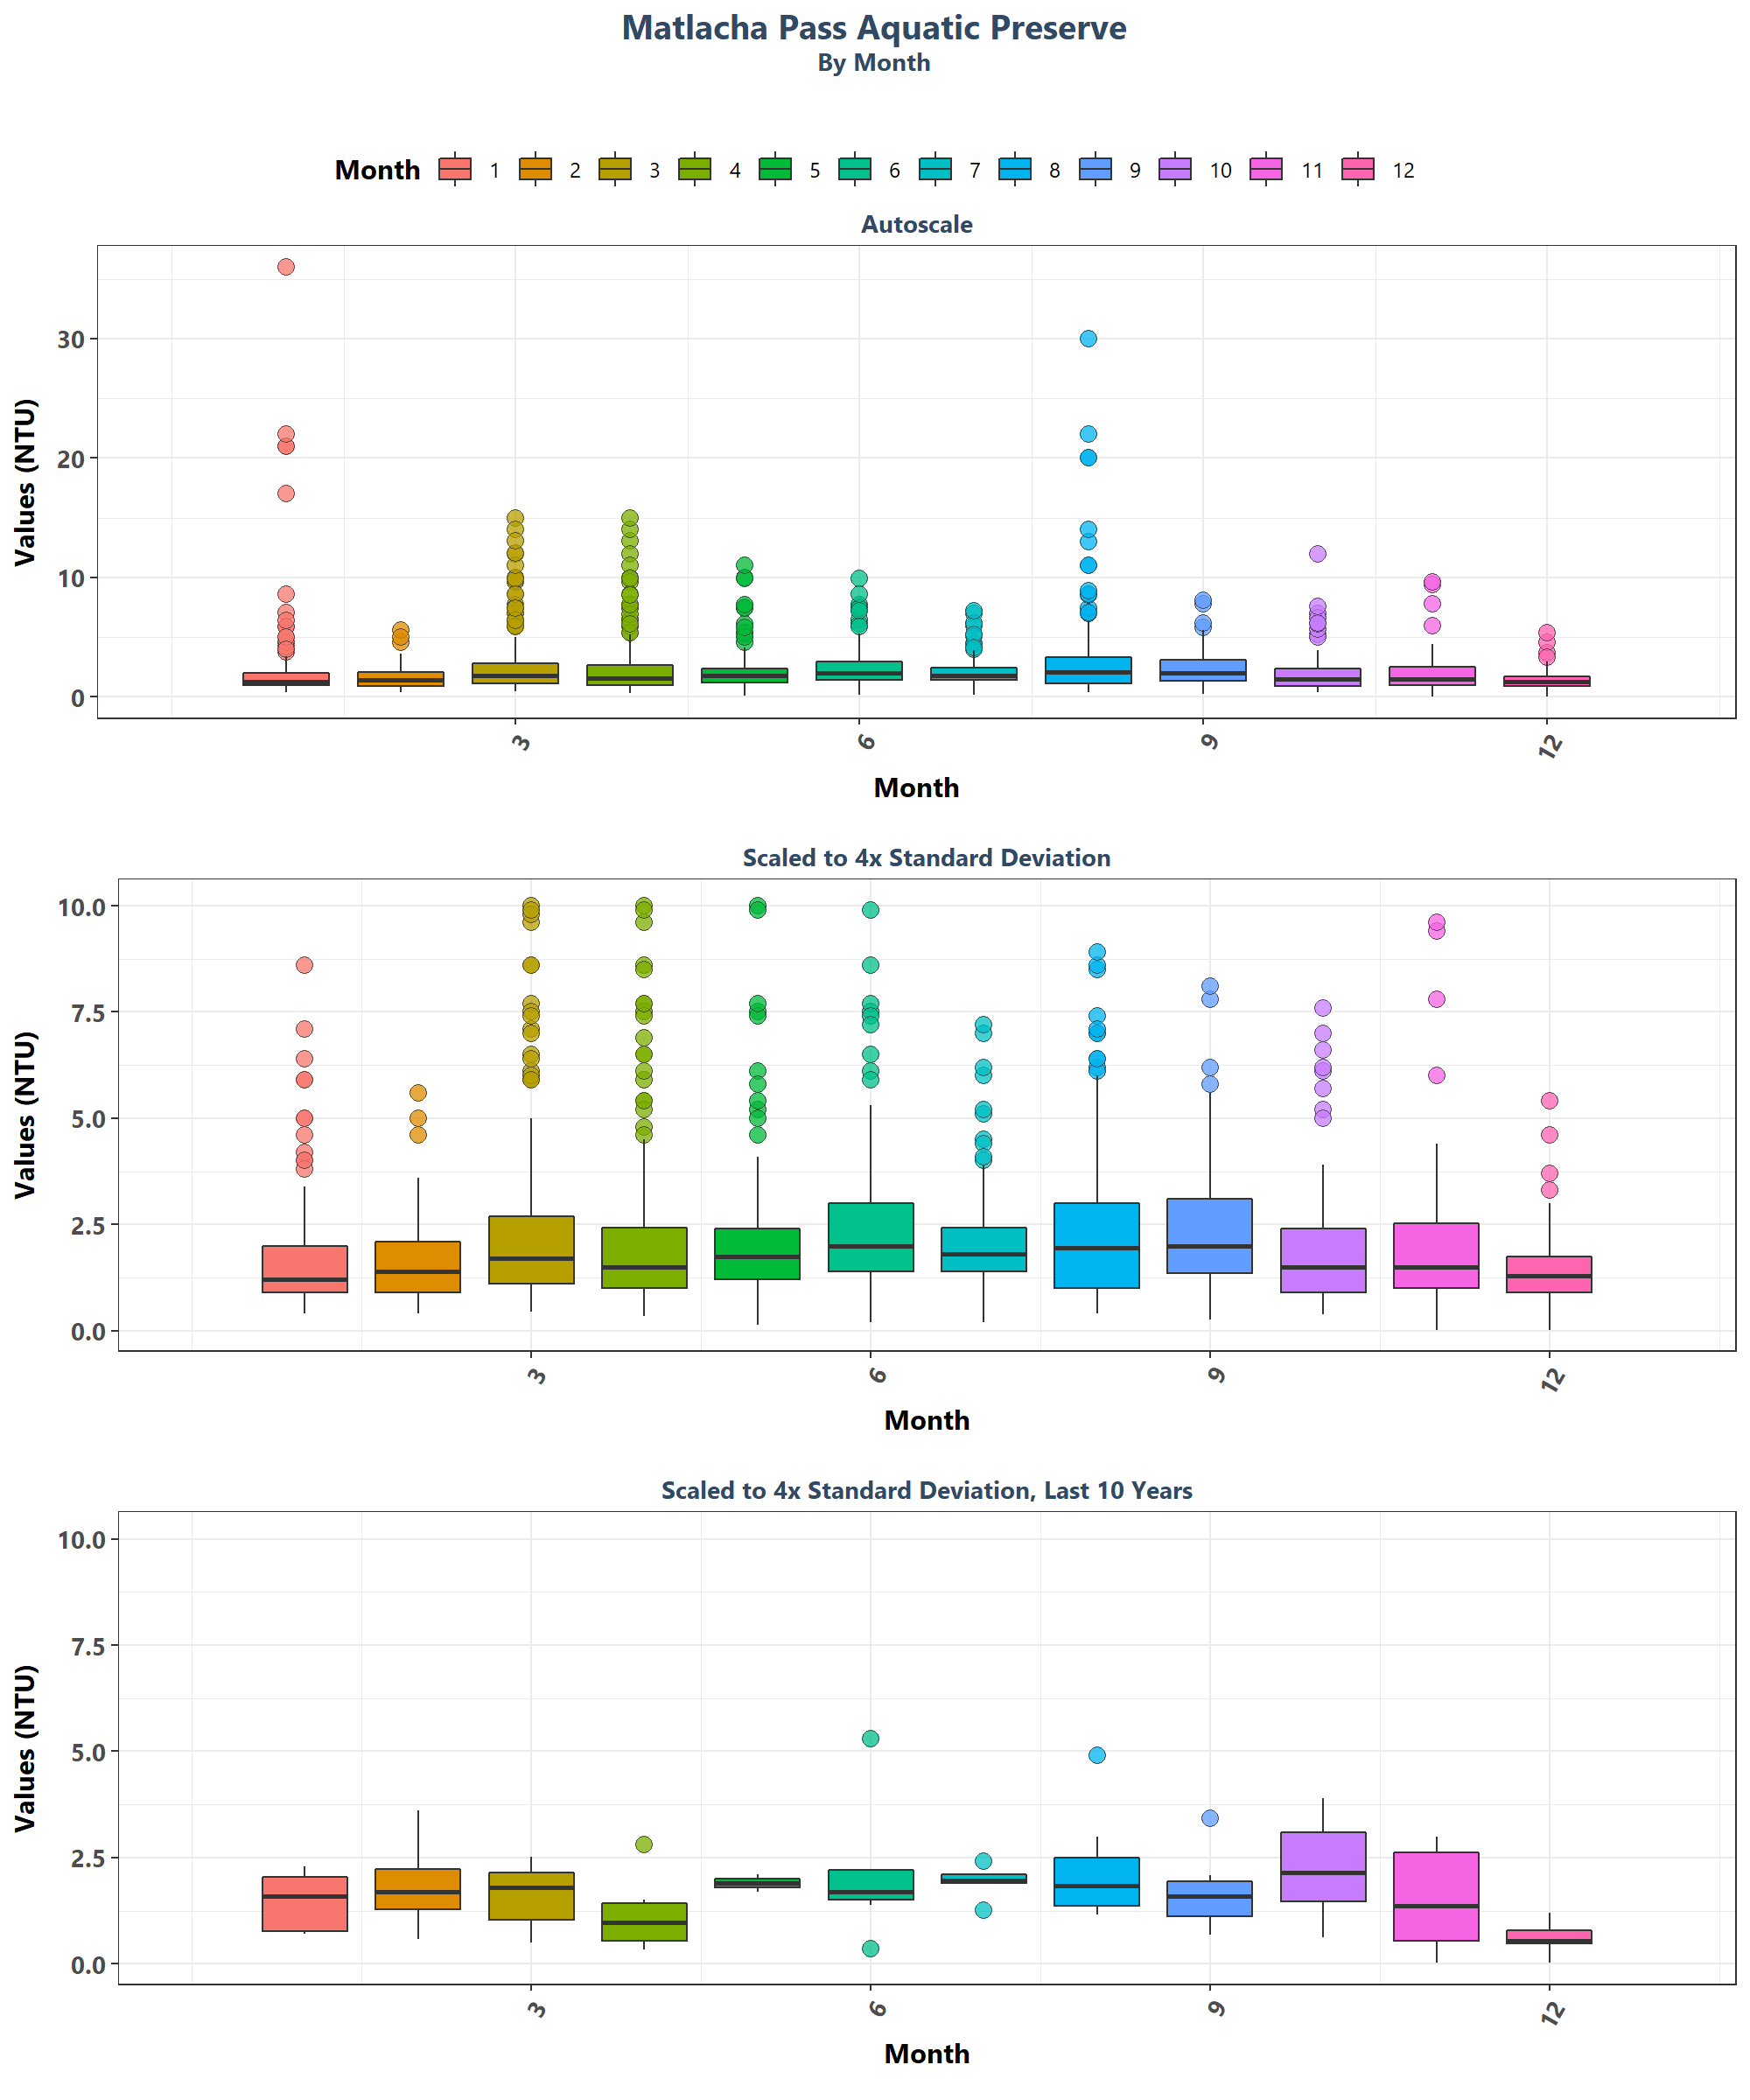 Matlacha Pass Aquatic Preserve
By Month
Month 1 2 3 4 5 6 7 8 9 10 11 12
Autoscale
Values (NTU)
30
20
10
0
3 6 9 12
Month
Scaled to 4x Standard Deviation
Values (NTU)
10.0
7.5
5.0
2.5
0.0
3 6 9 12
Month
Scaled to 4x Standard Deviation, Last 10 Years
Values (NTU)
10.0
7.5
5.0
2.5
0.0
3 6 9 12
Month